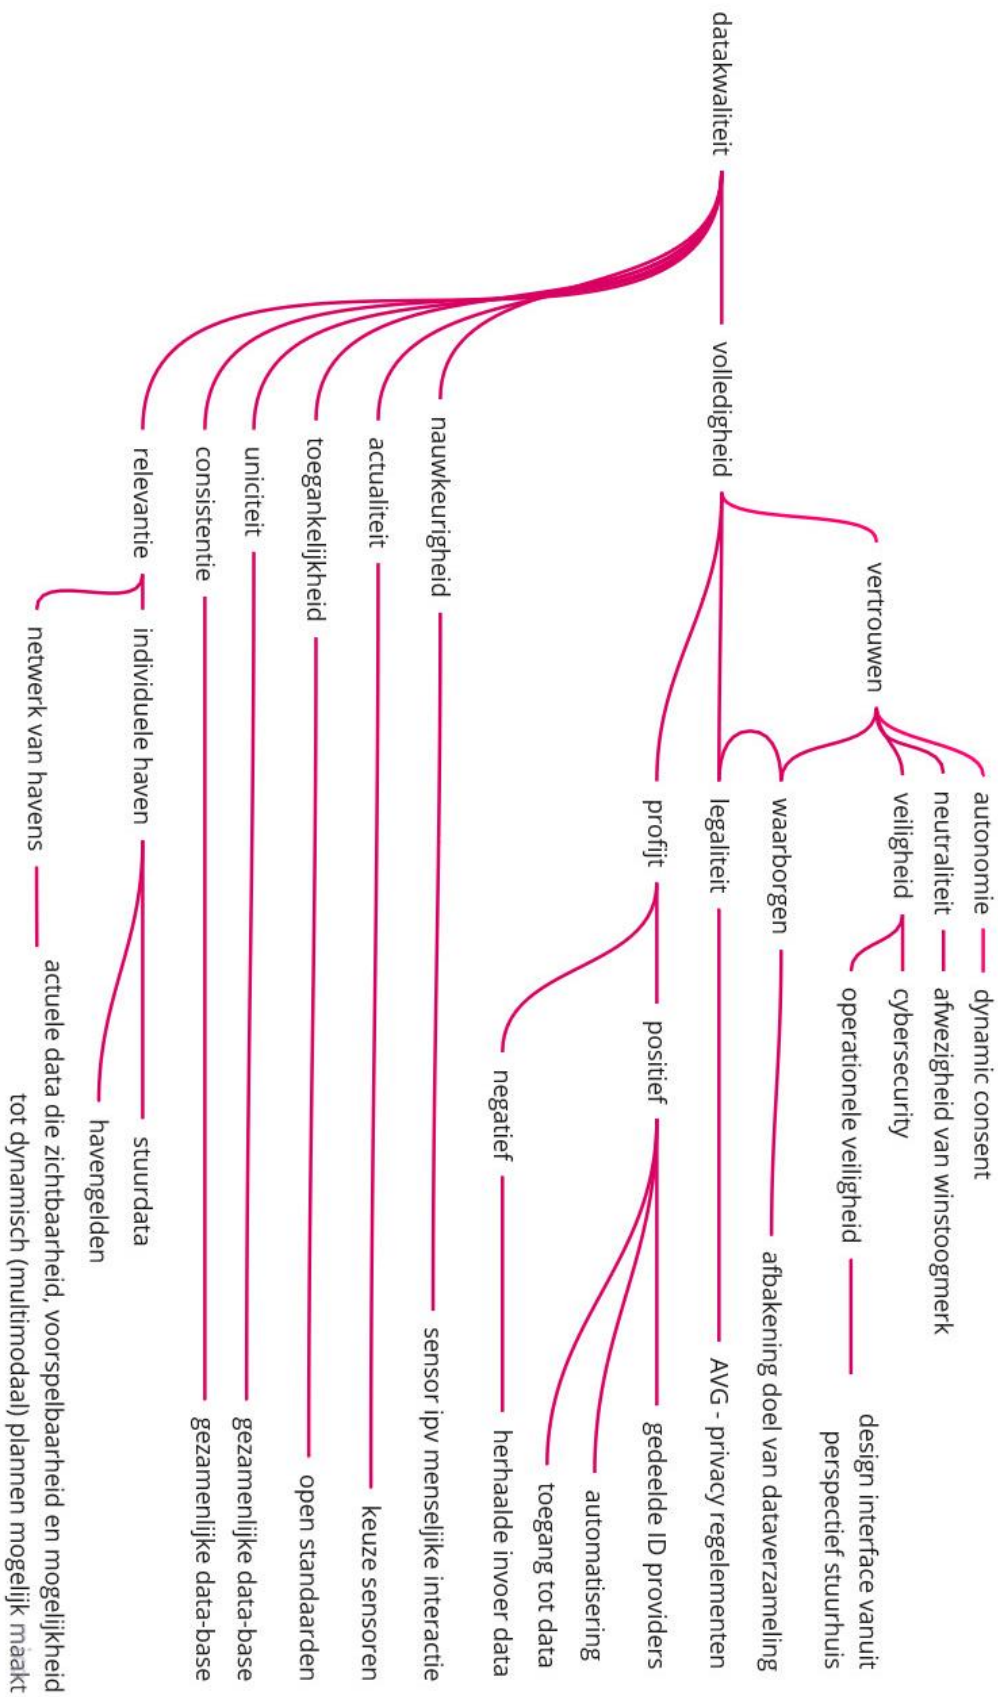 datakwaliteit
volledigheid
vertrouwen
autonomie
dynamic consent
neutraliteit
afwezigheid van winstoogmerk
veiligheid
cybersecurity
operationele veiligheid
design interface vanuit
perspectief stuurhuis
waarborgen
afbakening doel van dataverzameling
legaliteit
AVG - privacy regelementen
profijt
positief
gedeelde ID providers
automatisering
toegang tot data
negatief
herhaalde invoer data
nauwkeurigheid
sensor ipv menseljike interactie
actualiteit
keuze sensoren
toegankelijkheid
open standaarden
uniciteit
gezamenlijke data-base
consistentie
gezamenlijke data-base
relevantie
individuele haven
stuurdata
havengelden
netwerk van havens
actuele data die zichtbaarheid, voorspelbaarheid en mogelijkheid
tot dynamisch (multimodaal) plannen mogelijk maakt